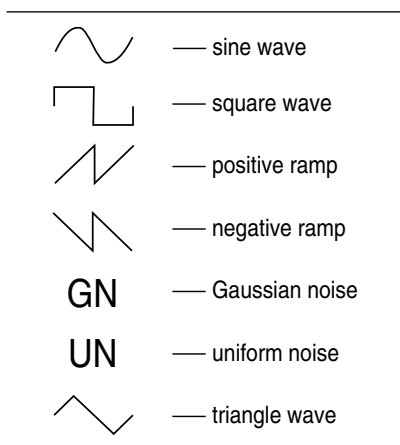 — sine wave
— square wave
— positive ramp
— negative ramp
GN — Gaussian noise
UN — uniform noise
— triangle wave